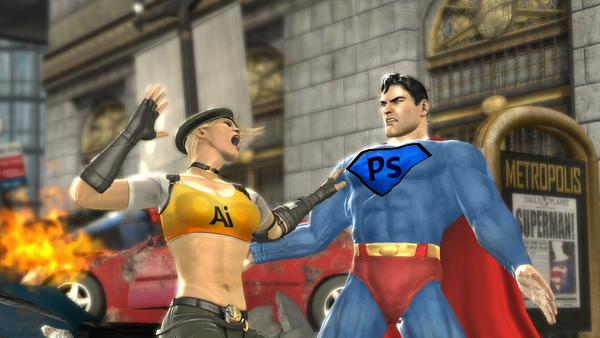 Ai
PS
METROPOLIS
DAILY PLANET
SUPERMAN!